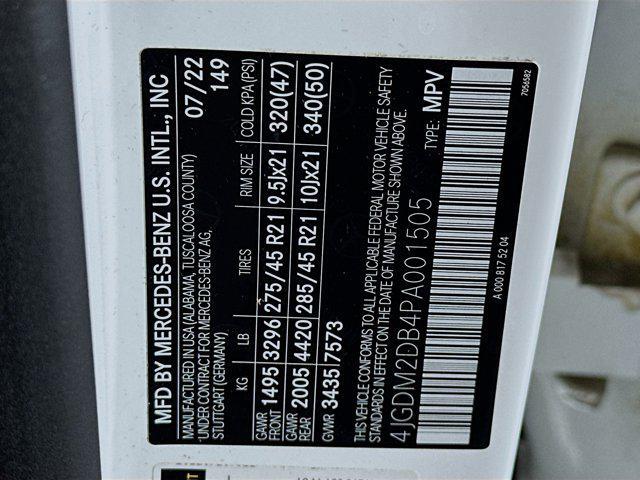 MFD BY MERCEDES-BENZ U.S. INTL., INC
MANUFACTURED IN USA (ALABAMA, TUSCALOOSA COUNTY) 07/22
UNDER CONTRACT FOR MERCEDES-BENZ AG, 149
STUTTGART (GERMANY)
KG LB TIRES RIM SIZE COLD KPA (PSI)
GAWR FRONT 1495 3296 275/45 R21 9.5Jx21 320(47)
GAWR REAR 2005 4420 285/45 R21 10Jx21 340(50)
GVWR 3435 7573
THIS VEHICLE CONFORMS TO ALL APPLICABLE FEDERAL MOTOR VEHICLE SAFETY
STANDARDS IN EFFECT ON THE DATE OF MANUFACTURE SHOWN ABOVE.
4JGDM2DB4PA001505 TYPE: MPV
A 000 817 52 04
7056582